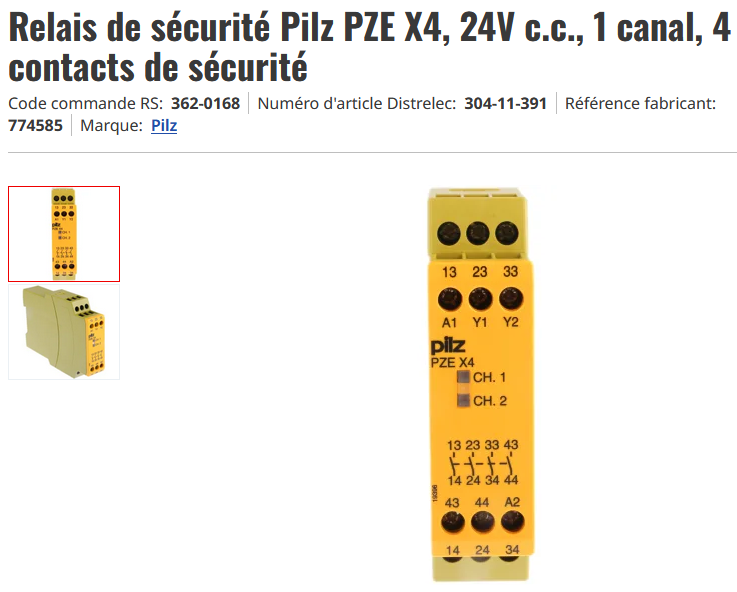 Relais de sécurité Pilz PZE X4, 24V c.c., 1 canal, 4
contacts de sécurité
Code commande RS: 362-0168 Numéro d'article Distrelec: 304-11-391 Référence fabricant:
774585 Marque: Pilz
13 23 33
A1 Y1 Y2
pilz
PZE X4
CH. 1
CH. 2
13 23 33 43
14 24 34 44
43 44 A2
14 24 34